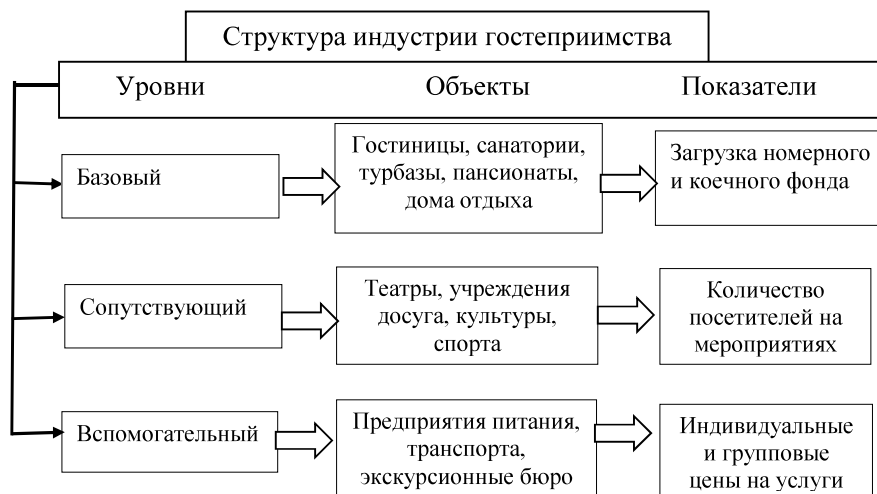 Структура индустрии гостеприимства
Уровни Объекты Показатели
Базовый
Гостиницы, санатории,
турбазы, пансионаты,
дома отдыха
Загрузка номерного
и коечного фонда
Сопутствующий
Театры, учреждения
досуга, культуры,
спорта
Количество
посетителей на
мероприятиях
Вспомогательный
Предприятия питания,
транспорта,
экскурсионные бюро
Индивидуальные
и групповые
цены на услуги